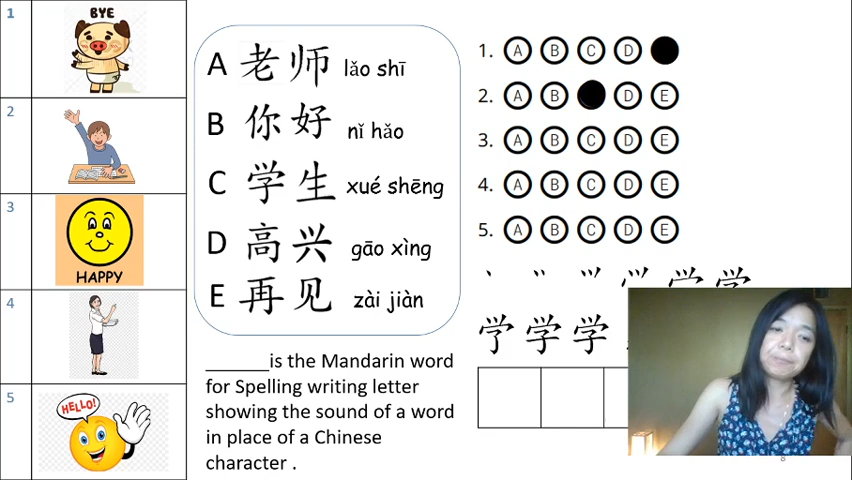 1
BYE
2
3
HAPPY
4
5
HELLO!
A 老师 lǎo shī
B 你好 nǐ hǎo
C 学生 xué shēng
D 高兴 gāo xìng
E 再见 zài jiàn
______is the Mandarin word
for Spelling writing letter
showing the sound of a word
in place of a Chinese
character .
1. A B C D
2. A B D E
3. A B C D E
4. A B C D E
5. A B C D E
学 学 学
8